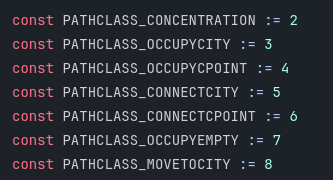 const PATHCLASS_CONCENTRATION := 2
const PATHCLASS_OCCUPYCITY := 3
const PATHCLASS_OCCUPYCPOINT := 4
const PATHCLASS_CONNECTCITY := 5
const PATHCLASS_CONNECTCPOINT := 6
const PATHCLASS_OCCUPYEMPTY := 7
const PATHCLASS_MOVETOCITY := 8